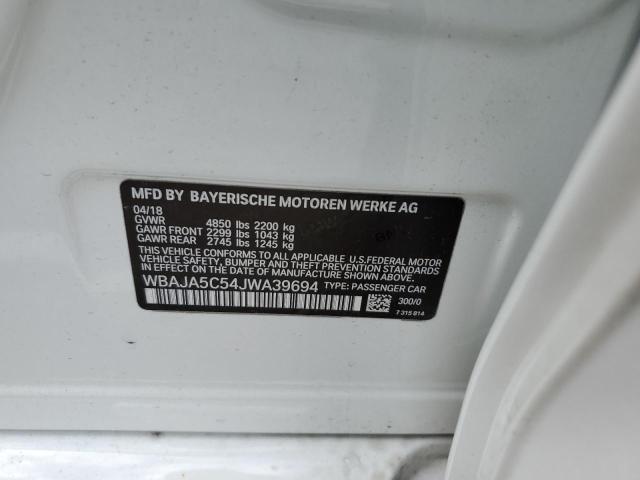 MFD BY BAYERISCHE MOTOREN WERKE AG
04/18
GVWR 4850 lbs 2200 kg
GAWR FRONT 2299 lbs 1043 kg
GAWR REAR 2745 lbs 1245 kg
THIS VEHICLE CONFORMS TO ALL APPLICABLE U.S.FEDERAL MOTOR
VEHICLE SAFETY, BUMPER AND THEFT PREVENTION STANDARDS IN
EFFECT ON THE DATE OF MANUFACTURE SHOWN ABOVE.
WBAJA5C54JWA39694 TYPE: PASSENGER CAR
300/0
7 315 814